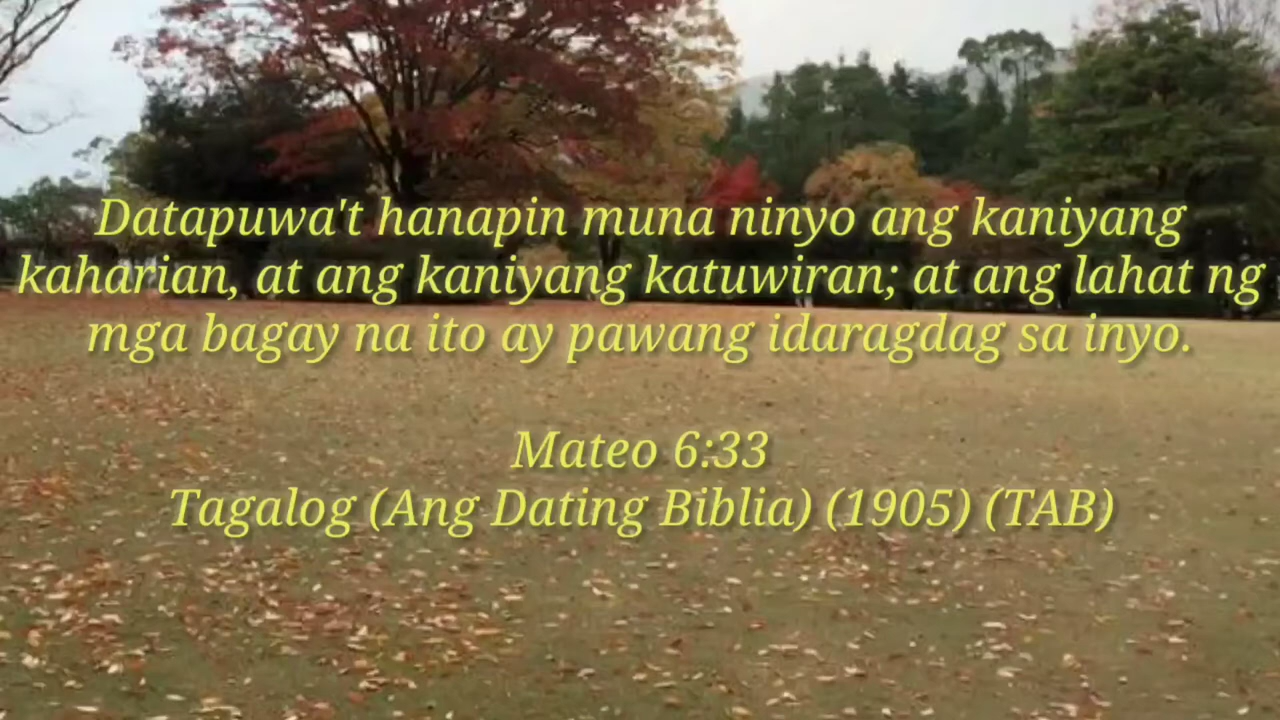 Datapuwa't hanapin muna ninyo ang kaniyang
kaharian, at ang kaniyang katuwiran; at ang lahat ng
mga bagay na ito ay pawang idaragdag sa inyo.
Mateo 6:33
Tagalog (Ang Dating Biblia) (1905) (TAB)